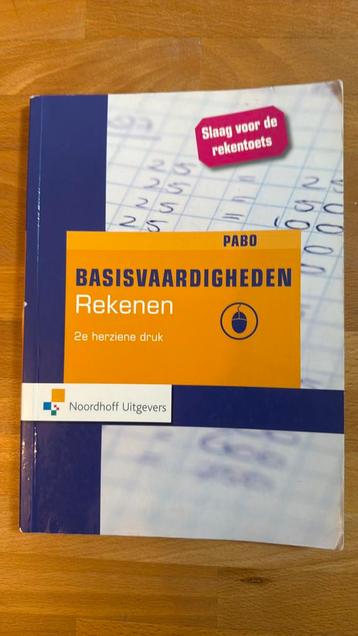 Slaag voor de
rekentoets
PABO
BASISVAARDIGHEDEN
Rekenen
2e herziene druk
Noordhoff Uitgevers